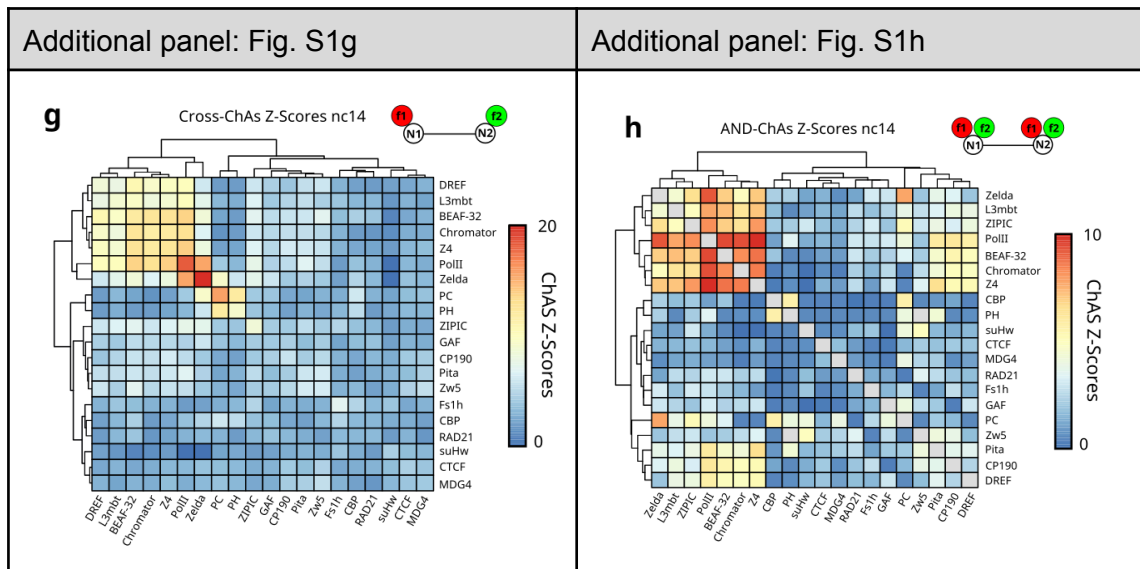 Additional panel: Fig. S1g
Additional panel: Fig. S1h
g
Cross-ChAs Z-Scores nc14
f1
f2
N1
N2
DREF
L3mbt
BEAF-32
Chromator
Z4
PolII
Zelda
PC
PH
ZIPIC
GAF
CP190
Pita
Zw5
Fs1h
CBP
RAD21
suHw
CTCF
MDG4
20
ChAS Z-Scores
0
DREF
L3mbt
BEAF-32
Chromator
Z4
PolII
Zelda
PC
PH
ZIPIC
GAF
CP190
Pita
Zw5
Fs1h
CBP
RAD21
suHw
CTCF
MDG4
h
AND-ChAs Z-Scores nc14
f1
f2
f1
f2
N1
N2
Zelda
L3mbt
ZIPIC
PolII
BEAF-32
Chromator
Z4
CBP
PH
suHw
CTCF
MDG4
RAD21
Fs1h
GAF
PC
Zw5
Pita
CP190
DREF
10
ChAS Z-Scores
0
Zelda
L3mbt
ZIPIC
PolII
BEAF-32
Chromator
Z4
CBP
PH
suHw
CTCF
MDG4
RAD21
Fs1h
GAF
PC
Zw5
Pita
CP190
DREF